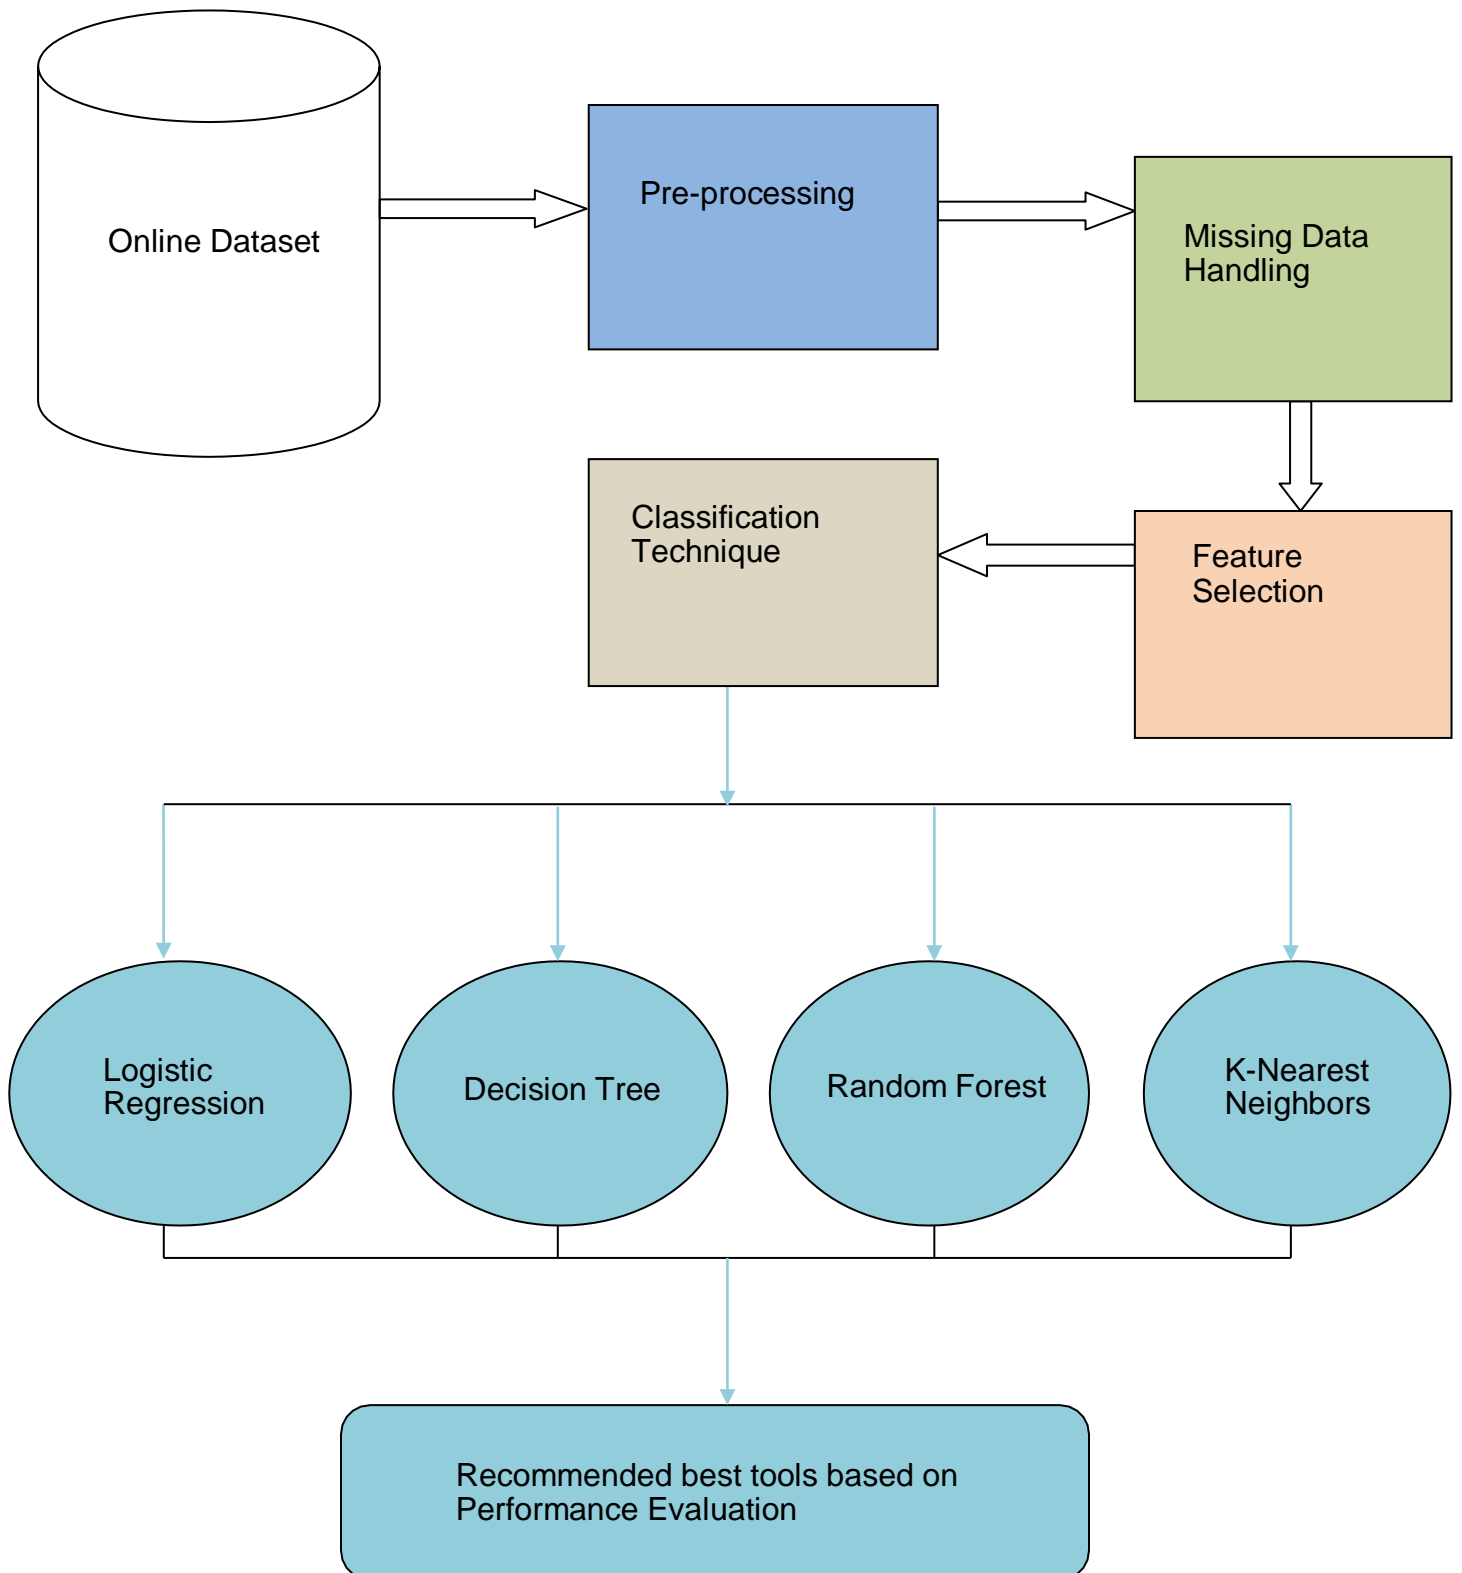 Online Dataset
Pre-processing
Missing Data
Handling
Classification
Technique
Feature
Selection
Logistic
Regression
Decision Tree
Random Forest
K-Nearest
Neighbors
Recommended best tools based on
Performance Evaluation